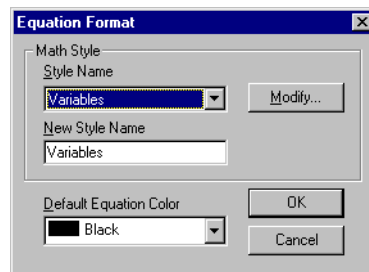 Equation Format
Math Style
Style Name
Variables
Modify...
New Style Name
Variables
Default Equation Color
OK
Black
Cancel